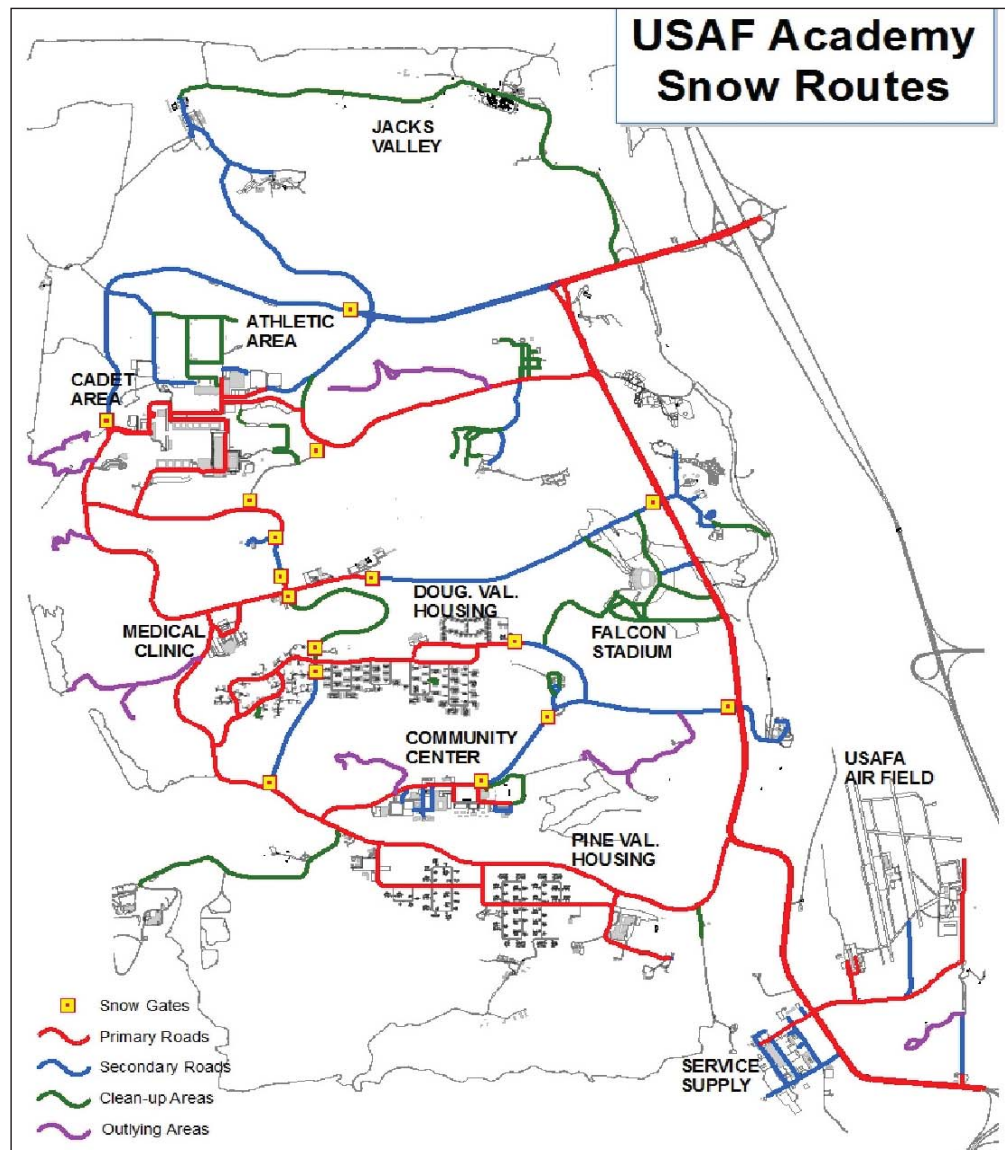 USAF Academy
Snow Routes
JACKS
VALLEY
ATHLETIC
AREA
CADET
AREA
DOUG. VAL.
HOUSING
MEDICAL
CLINIC
FALCON
STADIUM
COMMUNITY
CENTER
USAFA
AIR FIELD
PINE VAL.
HOUSING
SERVICE
SUPPLY
Snow Gates
Primary Roads
Secondary Roads
Clean-up Areas
Outlying Areas